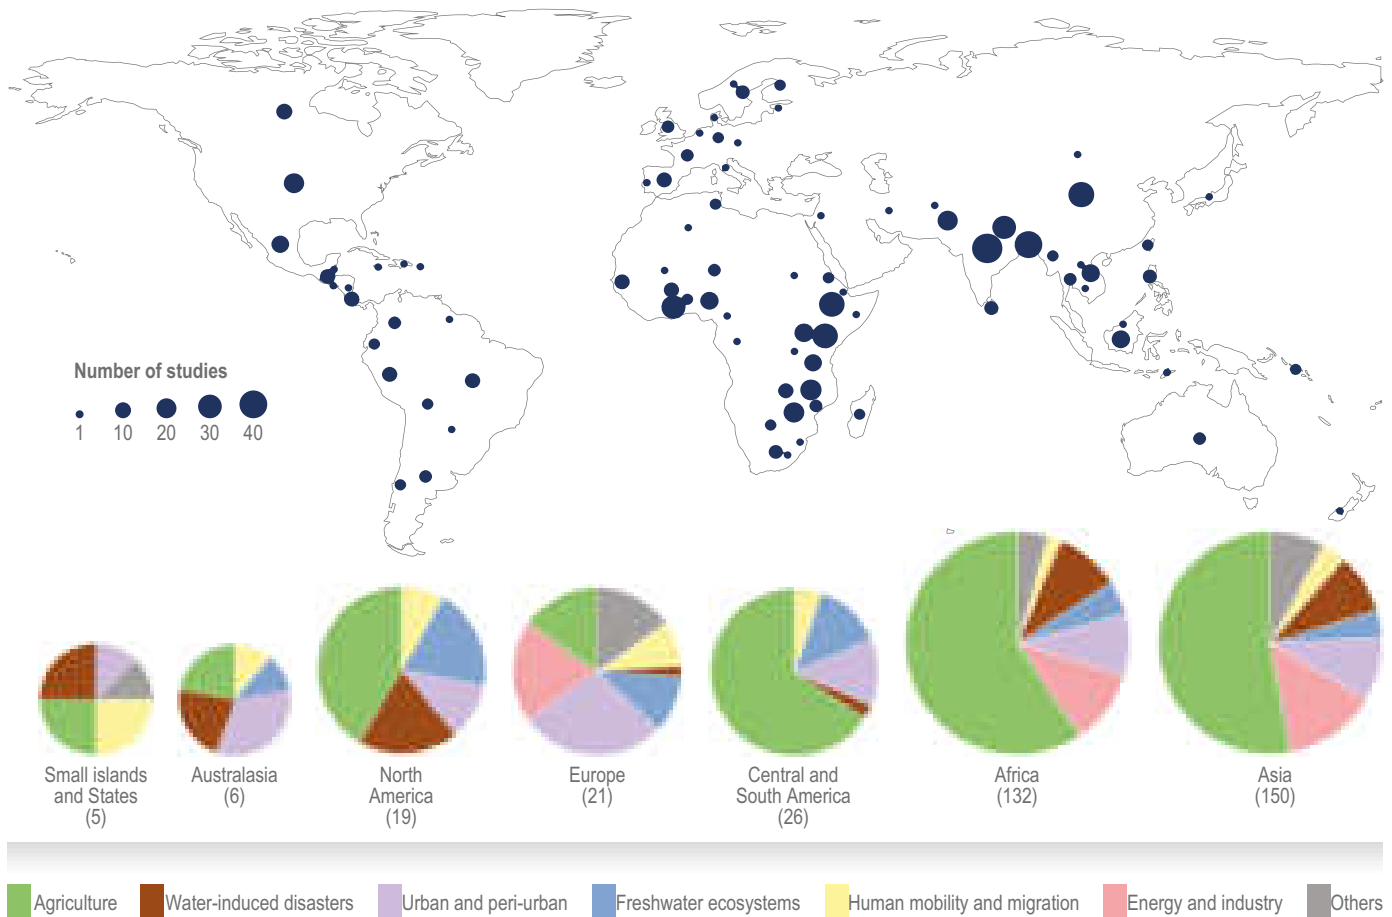 Number of studies
1 10 20 30 40
Small islands
and States
(5)
Australasia
(6)
North
America
(19)
Europe
(21)
Central and
South America
(26)
Africa
(132)
Asia
(150)
Agriculture Water-induced disasters Urban and peri-urban Freshwater ecosystems Human mobility and migration Energy and industry Others